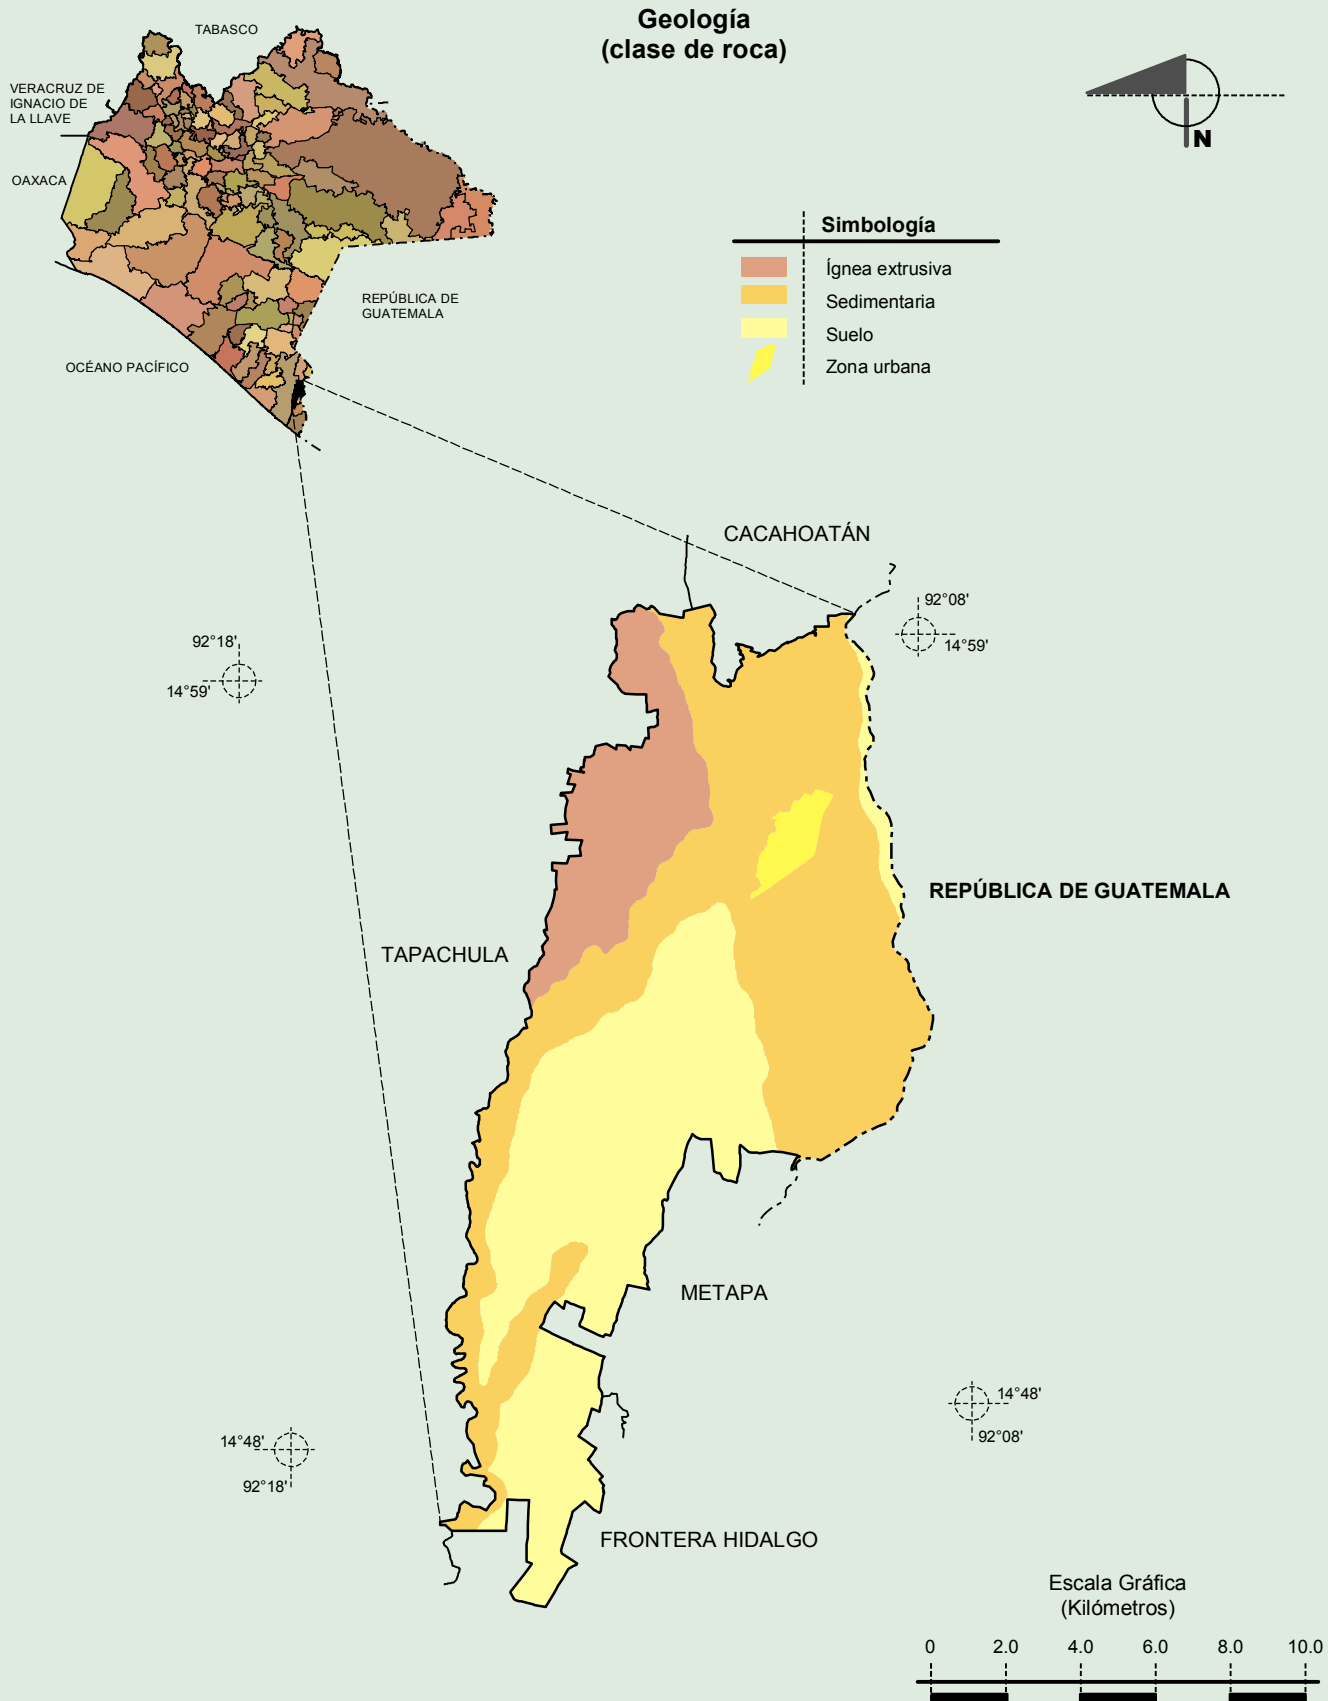 Geología
(clase de roca)
TABASCO
VERACRUZ DE
IGNACIO DE
LA LLAVE
OAXACA
REPÚBLICA DE
GUATEMALA
OCÉANO PACÍFICO
N
Simbología
Ígnea extrusiva
Sedimentaria
Suelo
Zona urbana
CACAHOATÁN
92°18'
14°59'
92°08'
14°59'
REPÚBLICA DE GUATEMALA
TAPACHULA
METAPA
14°48'
92°18'
14°48'
92°08'
FRONTERA HIDALGO
Escala Gráfica
(Kilómetros)
0 2.0 4.0 6.0 8.0 10.0